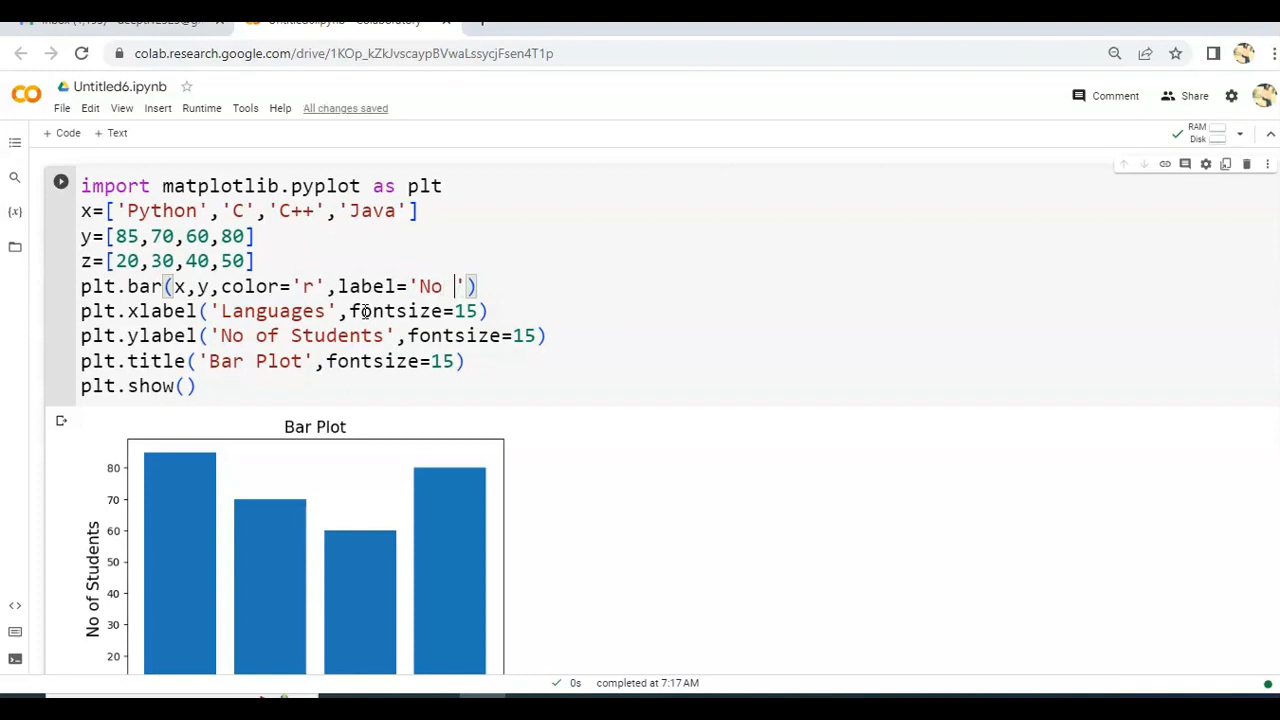 colab.research.google.com/drive/1KOp_kZkJvscaypBVwaLssycjFsen4T1p
Untitled6.ipynb
File Edit View Insert Runtime Tools Help All changes saved
Comment Share
+ Code + Text
RAM
Disk
import matplotlib.pyplot as plt
x=['Python','C','C++','Java']
y=[85,70,60,80]
z=[20,30,40,50]
plt.bar(x,y,color='r',label='No ')
plt.xlabel('Languages',fontsize=15)
plt.ylabel('No of Students',fontsize=15)
plt.title('Bar Plot',fontsize=15)
plt.show()
Bar Plot
80
70
60
50
40
30
20
No of Students
0s completed at 7:17AM